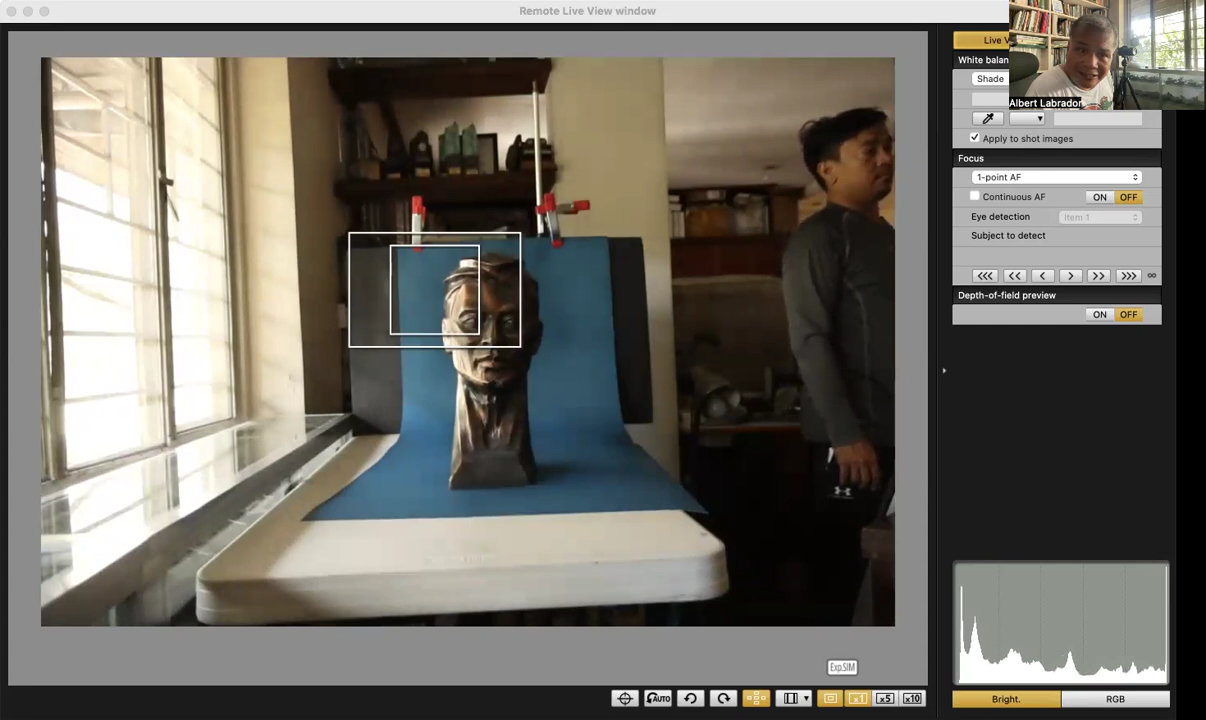 Remote Live View window
Live V
White balan
Shade
Albert Labrador
Apply to shot images
Focus
1-point AF
Continuous AF
ON
OFF
Eye detection
Item 1
Subject to detect
Depth-of-field preview
ON
OFF
Exp.SIM
AUTO
x1
x5
x10
Bright.
RGB